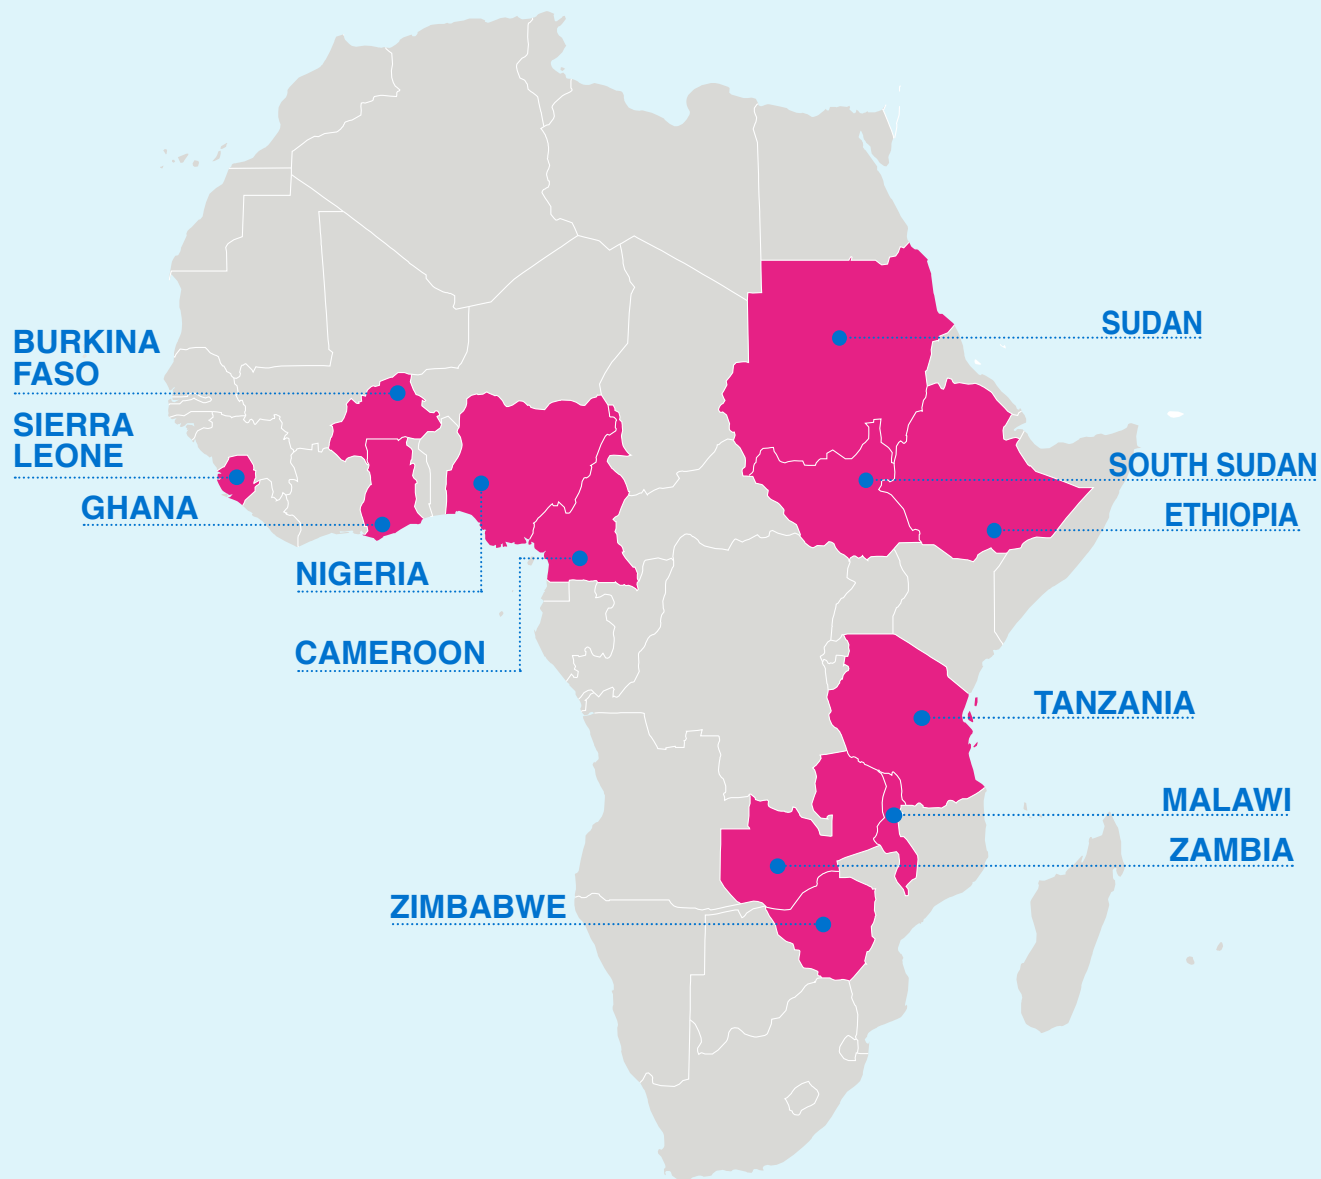 BURKINA
FASO
SIERRA
LEONE
GHANA
NIGERIA
CAMEROON
ZIMBABWE
SUDAN
SOUTH SUDAN
ETHIOPIA
TANZANIA
MALAWI
ZAMBIA